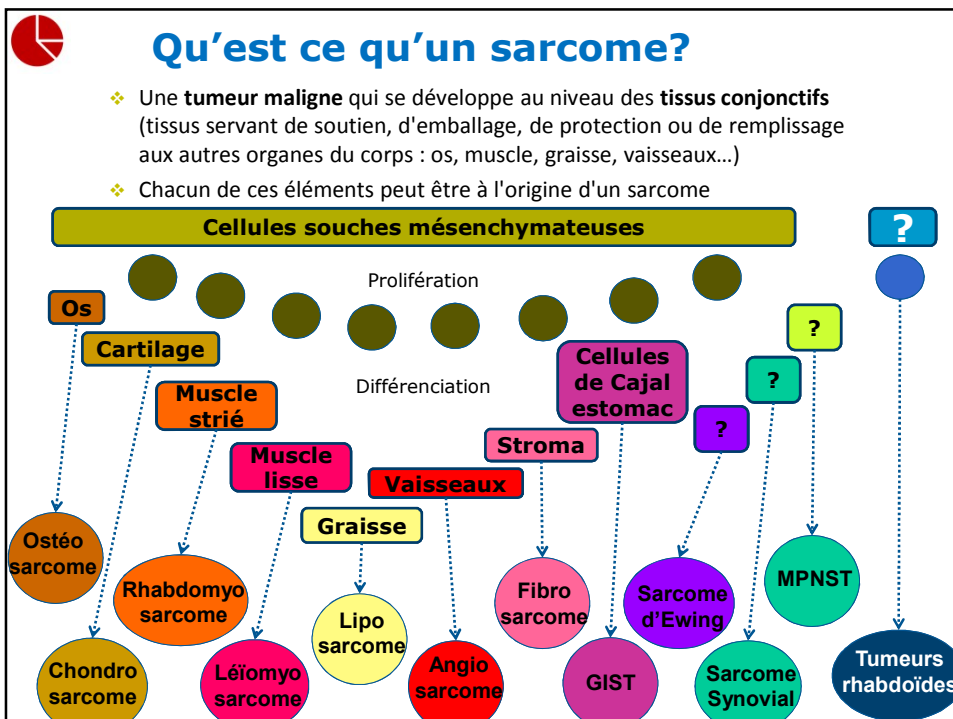 Qu’est ce qu’un sarcome?
Une tumeur maligne qui se développe au niveau des tissus conjonctifs
(tissus servant de soutien, d'emballage, de protection ou de remplissage
aux autres organes du corps : os, muscle, graisse, vaisseaux…)
Chacun de ces éléments peut être à l'origine d'un sarcome
Cellules souches mésenchymateuses
?
Prolifération
Os
?
Cartilage
Cellules
de Cajal
estomac
Différenciation
?
Muscle
strié
?
Stroma
Muscle
lisse
Vaisseaux
Graisse
Ostéo
sarcome
MPNST
Rhabdomyo
sarcome
Fibro
sarcome
Sarcome
d’Ewing
Lipo
sarcome
Chondro
sarcome
Léïomyo
sarcome
Angio
sarcome
GIST
Sarcome
Synovial
Tumeurs
rhabdoïdes